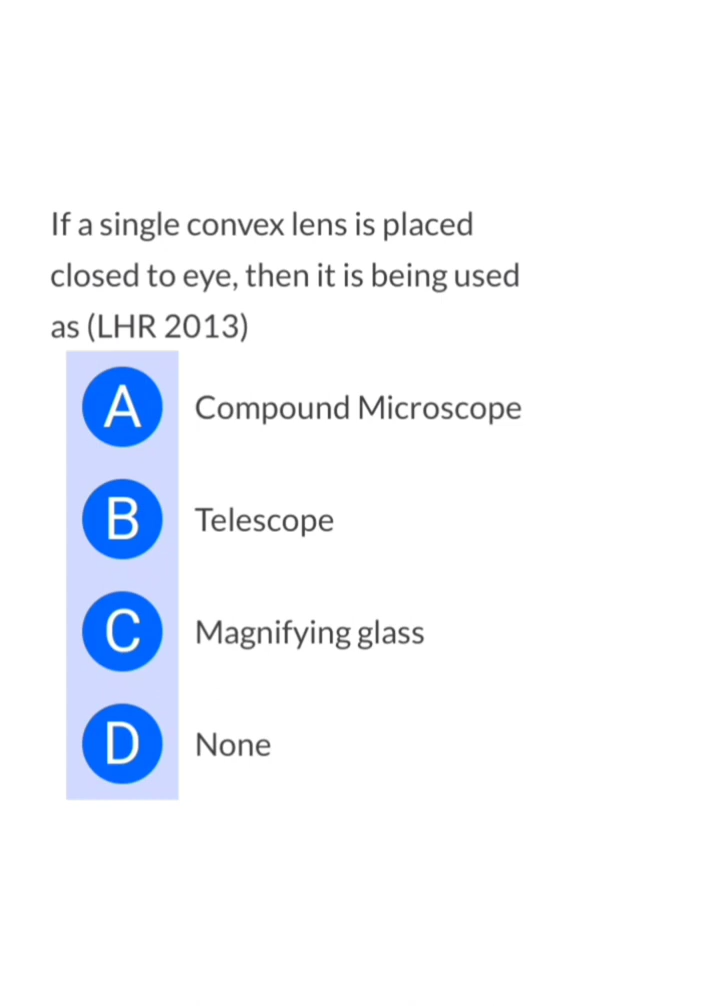 If a single convex lens is placed
closed to eye, then it is being used
as (LHR 2013)
A Compound Microscope
B Telescope
C Magnifying glass
D None